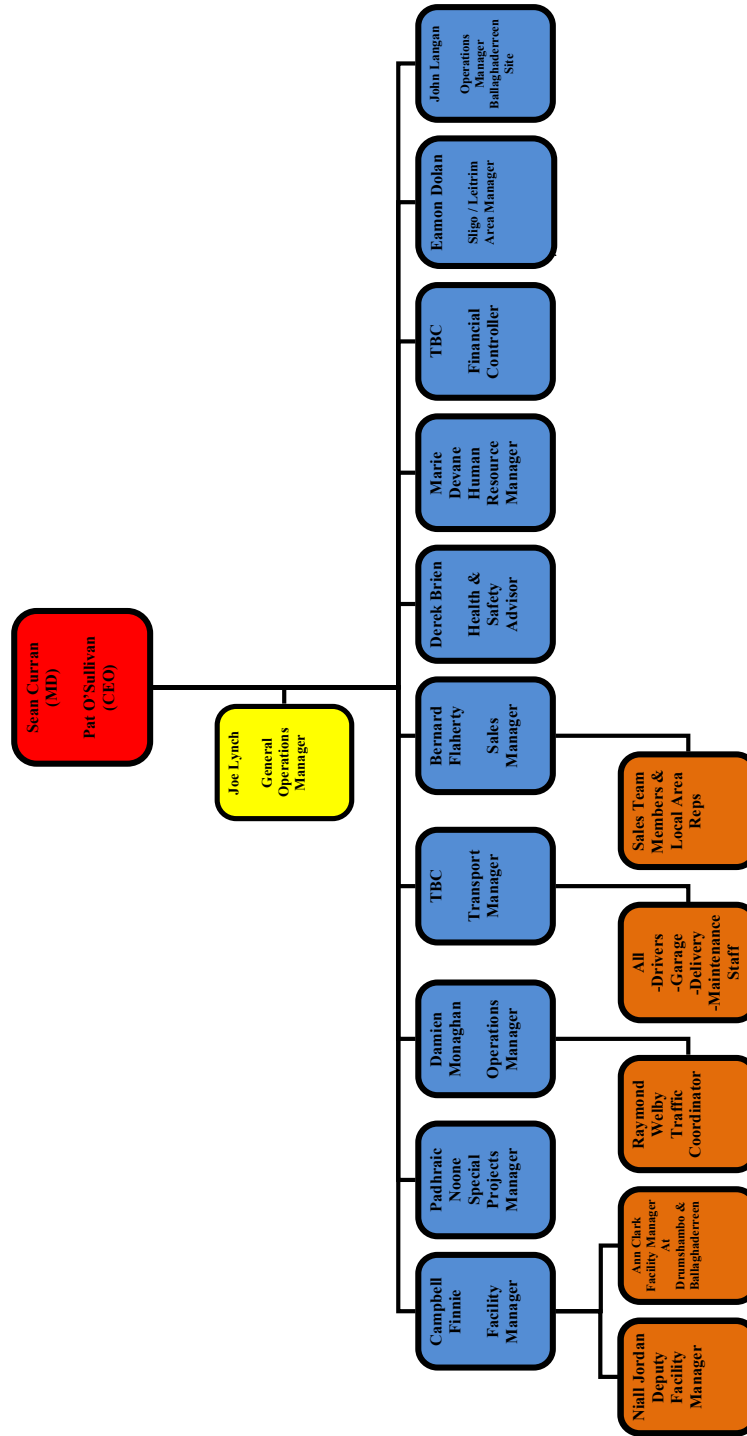 Sean Curran
(MD)
Pat O'Sullivan
(CEO)
Joe Lynch
General
Operations
Manager
Campbell
Finnie
Facility
Manager
Padhraic
Noone
Special
Projects
Manager
Damien
Monaghan
Operations
Manager
TBC
Transport
Manager
Bernard
Flaherty
Sales
Manager
Derek Brien
Health &
Safety
Advisor
Marie
Devane
Human
Resource
Manager
TBC
Financial
Controller
Eamon Dolan
Sligo / Leitrim
Area Manager
John Langan
Operations
Manager
Ballaghaderreen
Site
Niall Jordan
Deputy
Facility
Manager
Ann Clark
Facility Manager
At
Drumshambo &
Ballaghaderreen
Raymond
Welby
Traffic
Coordinator
All
-Drivers
-Garage
-Delivery
-Maintenance
Staff
Sales Team
Members &
Local Area
Reps